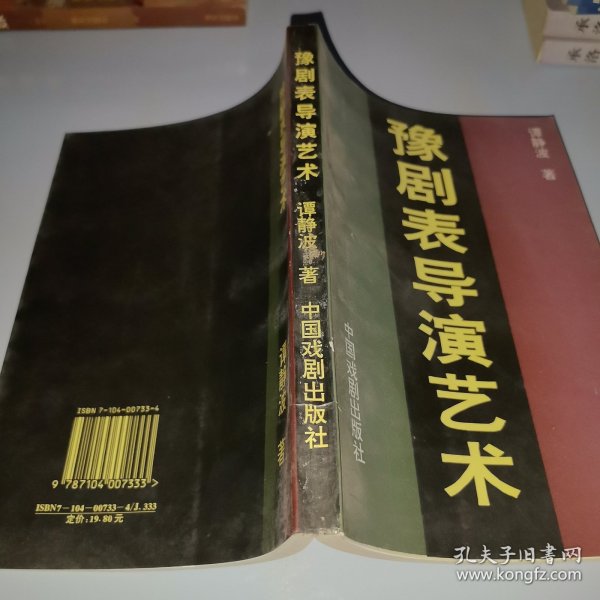 豫剧表导演艺术
谭静波 著
中国戏剧出版社
豫剧表导演艺术
谭静波 著
中国戏剧出版社
谭静波 著
ISBN 7-104-00733-4
9 787104 007333 >
ISBN7-104-00733-4/J.333
定价:19.80元
孔夫子旧书网
www.kongfz.com